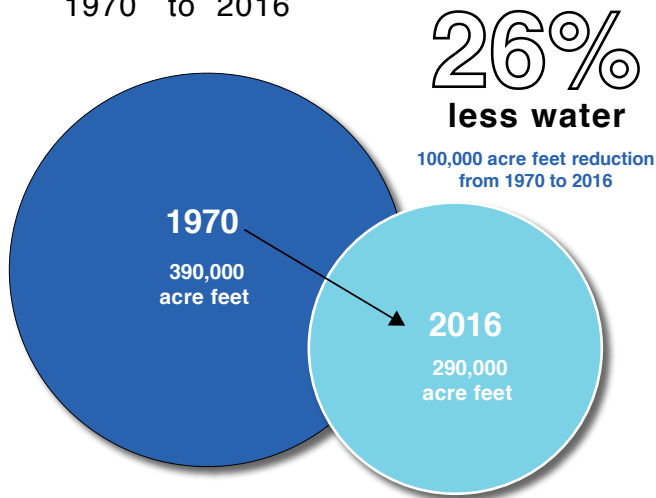 1970 to 2016
26%
less water
100,000 acre feet reduction
from 1970 to 2016
1970
390,000
acre feet
2016
290,000
acre feet